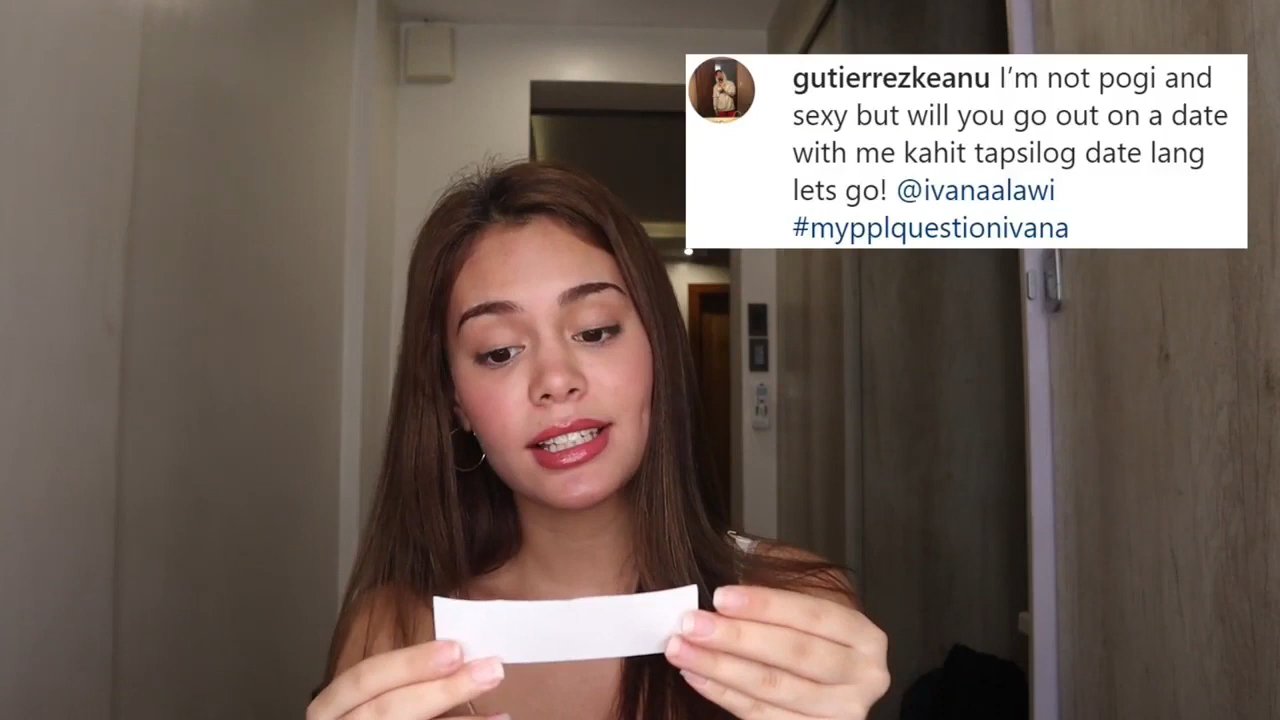 gutierrezkeanu I’m not pogi and
sexy but will you go out on a date
with me kahit tapsilog date lang
lets go! @ivanaalawi
#mypplquestionivana